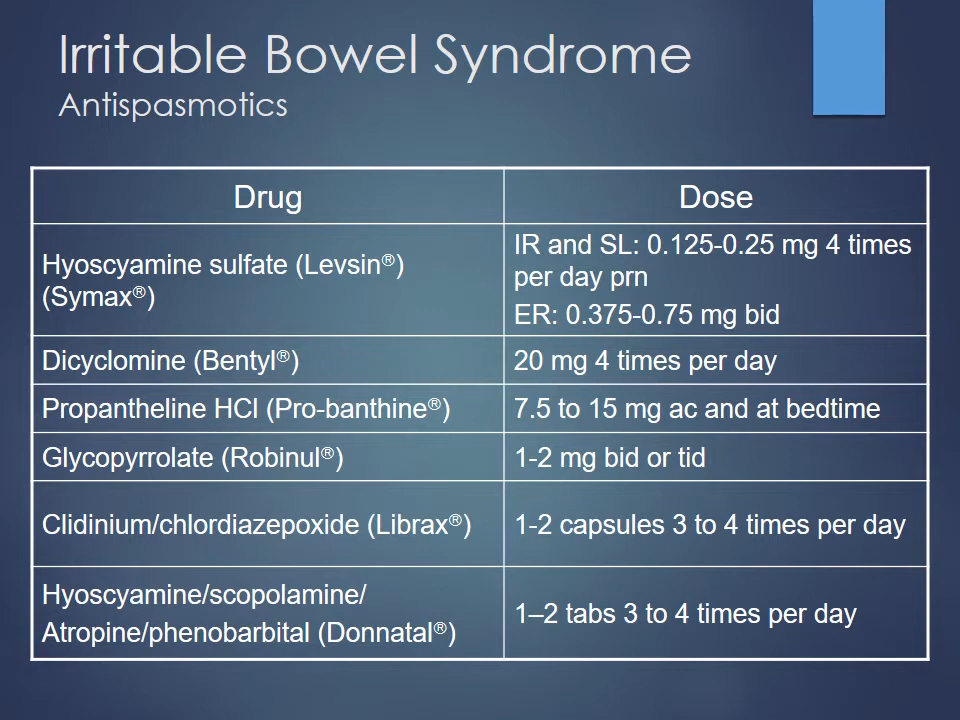 Irritable Bowel Syndrome
Antispasmotics
Drug
Dose
Hyoscyamine sulfate (Levsin®)
(Symax®)
IR and SL: 0.125-0.25 mg 4 times
per day prn
ER: 0.375-0.75 mg bid
Dicyclomine (Bentyl®)
20 mg 4 times per day
Propantheline HCl (Pro-banthine®)
7.5 to 15 mg ac and at bedtime
Glycopyrrolate (Robinul®)
1-2 mg bid or tid
Clidinium/chlordiazepoxide (Librax®)
1-2 capsules 3 to 4 times per day
Hyoscyamine/scopolamine/
Atropine/phenobarbital (Donnatal®)
1–2 tabs 3 to 4 times per day